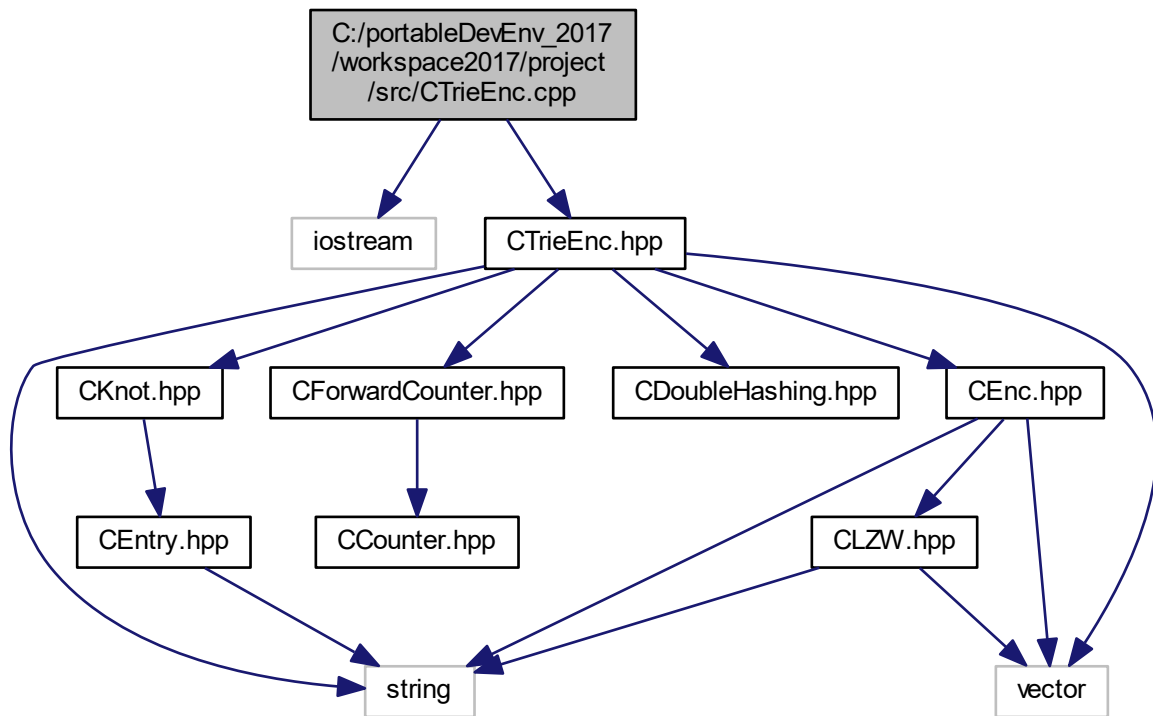 C:/portableDevEnv_2017
/workspace2017/project
/src/CTrieEnc.cpp
iostream
CTrieEnc.hpp
CKnot.hpp
CForwardCounter.hpp
CDoubleHashing.hpp
CEnc.hpp
CEntry.hpp
CCounter.hpp
CLZW.hpp
string
vector